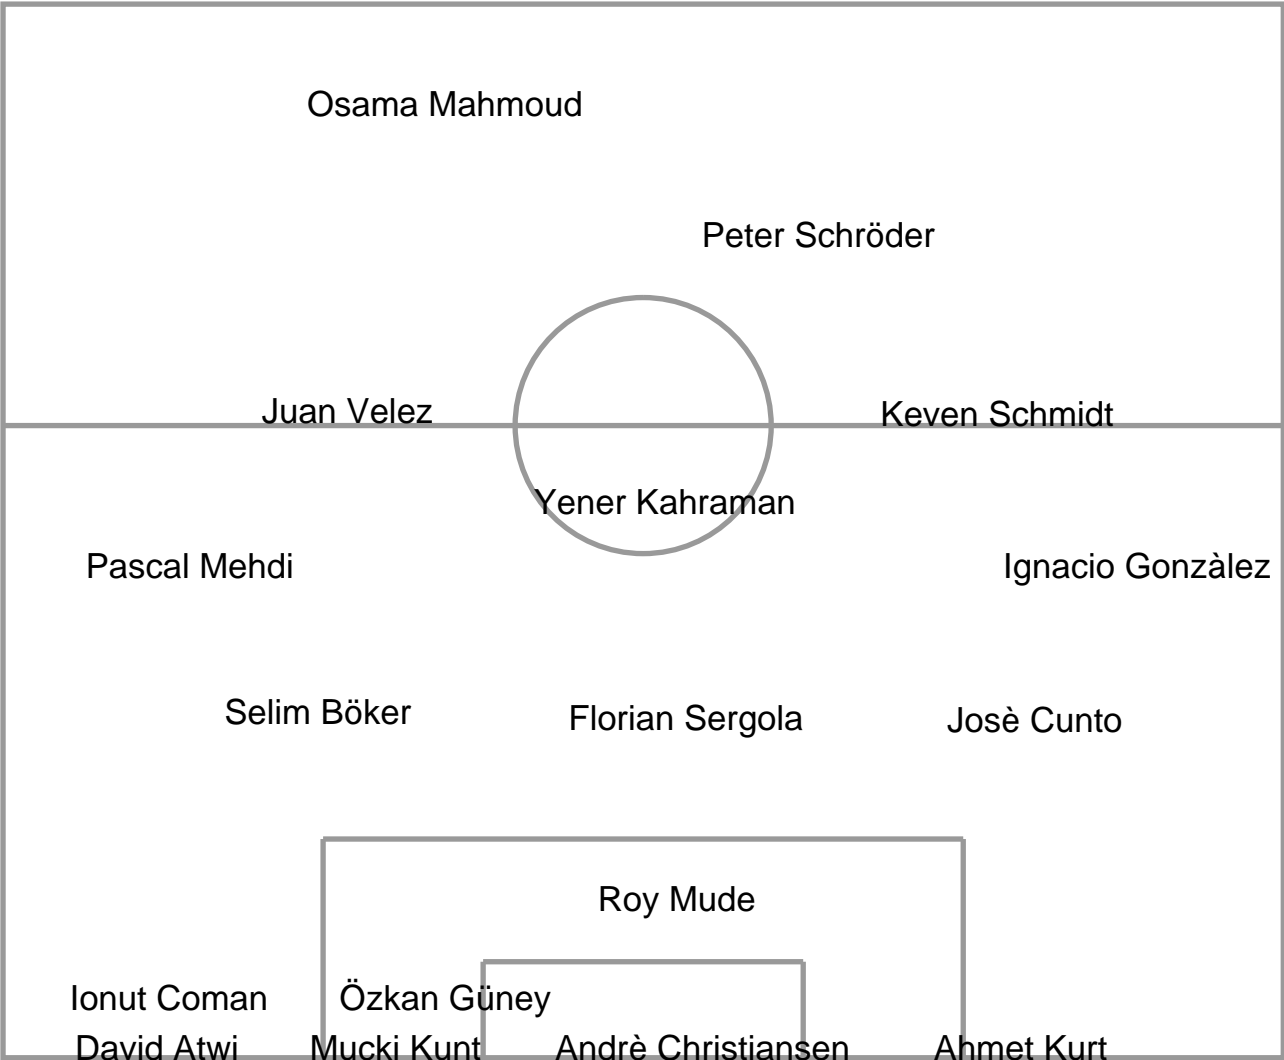 Osama Mahmoud
Peter Schröder
Juan Velez
Keven Schmidt
Yener Kahraman
Pascal Mehdi
Ignacio Gonzàlez
Selim Böker
Florian Sergola
Josè Cunto
Roy Mude
Ionut Coman
Özkan Güney
David Atwi
Mucki Kunt
Andrè Christiansen
Ahmet Kurt